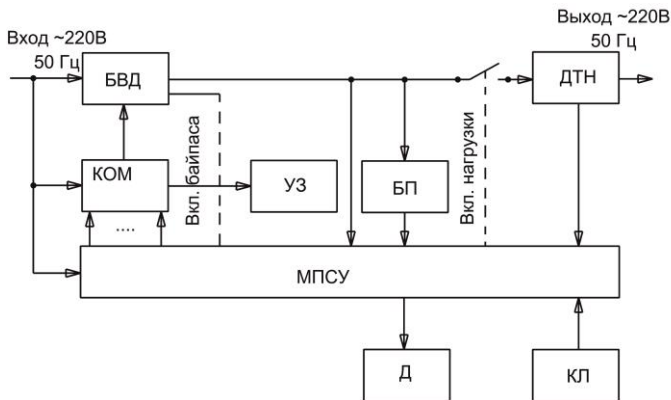 Вход ~220В
50 Гц
Выход ~220В
50 Гц
БВД
ДТН
КОМ
УЗ
БП
Вкл. байпаса
Вкл. нагрузки
....
МПСУ
Д
КЛ